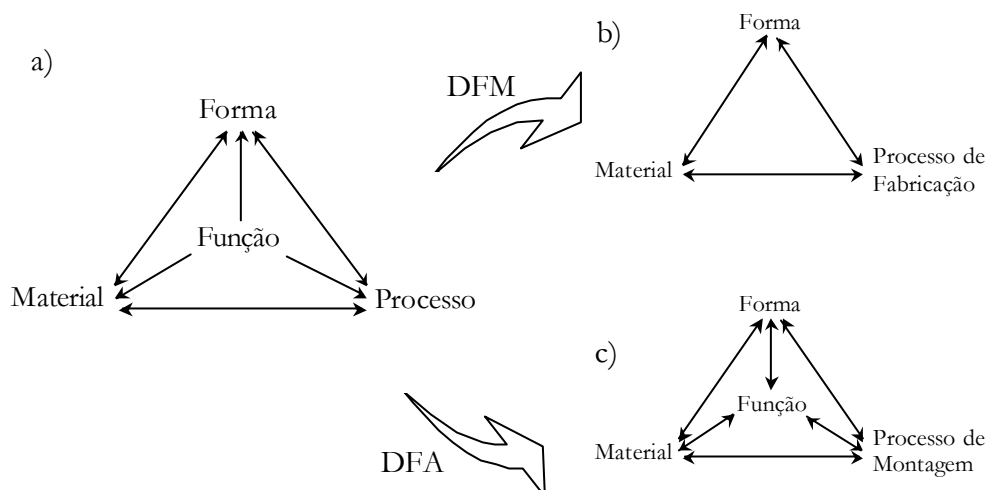 a)
Forma
Função
Material
Processo
DFM
b)
Forma
Material
Processo de
Fabricação
DFA
c)
Forma
Função
Material
Processo de
Montagem